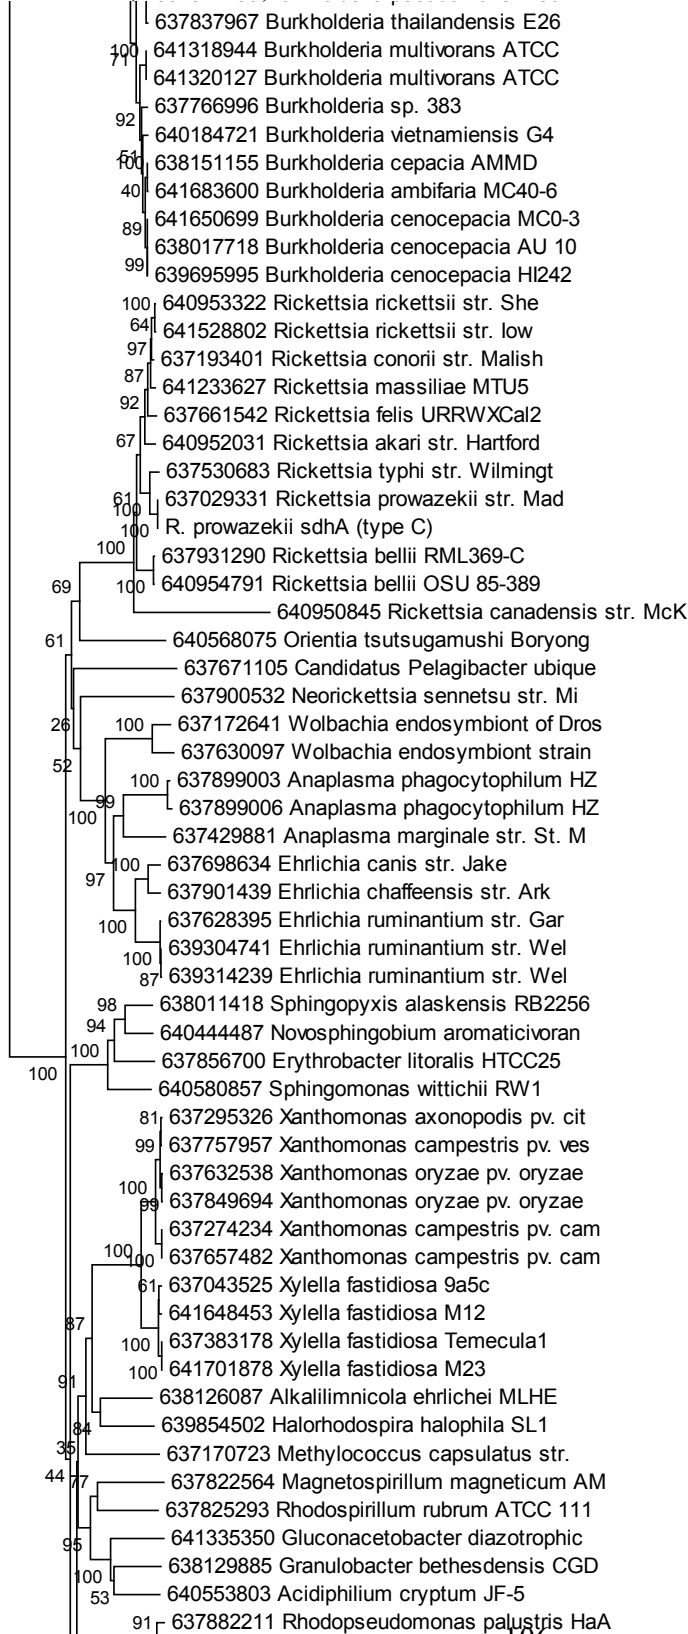 637837967 Burkholderia thailandensis E26
100
71
641318944 Burkholderia multivorans ATCC
641320127 Burkholderia multivorans ATCC
637766996 Burkholderia sp. 383
92
640184721 Burkholderia vietnamiensis G4
51
100
638151155 Burkholderia cepacia AMMD
40
641683600 Burkholderia ambifaria MC40-6
641650699 Burkholderia cenocepacia MC0-3
89
638017718 Burkholderia cenocepacia AU 10
99
639695995 Burkholderia cenocepacia HI242
100
640953322 Rickettsia rickettsii str. She
64
641528802 Rickettsia rickettsii str. Iow
97
637193401 Rickettsia conorii str. Malish
87
641233627 Rickettsia massiliae MTU5
92
637661542 Rickettsia felis URRWXCal2
67
640952031 Rickettsia akari str. Hartford
637530683 Rickettsia typhi str. Wilmingt
61
100
637029331 Rickettsia prowazekii str. Mad
100
R. prowazekii sdhA (type C)
100
637931290 Rickettsia bellii RML369-C
69
100
640954791 Rickettsia bellii OSU 85-389
640950845 Rickettsia canadensis str. McK
61
640568075 Orientia tsutsugamushi Boryong
637671105 Candidatus Pelagibacter ubique
637900532 Neorickettsia sennetsu str. Mi
26
100
637172641 Wolbachia endosymbiont of Dros
637630097 Wolbachia endosymbiont strain
52
100
637899003 Anaplasma phagocytophilum HZ
99
100
637899006 Anaplasma phagocytophilum HZ
637429881 Anaplasma marginale str. St. M
100
637698634 Ehrlichia canis str. Jake
97
637901439 Ehrlichia chaffeensis str. Ark
100
637628395 Ehrlichia ruminantium str. Gar
100
639304741 Ehrlichia ruminantium str. Wel
87
639314239 Ehrlichia ruminantium str. Wel
98
638011418 Sphingopyxis alaskensis RB2256
94
640444487 Novosphingobium aromaticivoran
100
637856700 Erythrobacter litoralis HTCC25
100
640580857 Sphingomonas wittichii RW1
81
637295326 Xanthomonas axonopodis pv. cit
99
637757957 Xanthomonas campestris pv. ves
637632538 Xanthomonas oryzae pv. oryzae
100
99
637849694 Xanthomonas oryzae pv. oryzae
637274234 Xanthomonas campestris pv. cam
100
100
637657482 Xanthomonas campestris pv. cam
61
637043525 Xylella fastidiosa 9a5c
641648453 Xylella fastidiosa M12
87
100
637383178 Xylella fastidiosa Temecula1
100
641701878 Xylella fastidiosa M23
91
638126087 Alkalilimnicola ehrlichei MLHE
84
639854502 Halorhodospira halophila SL1
35
637170723 Methylococcus capsulatus str.
44
77
637822564 Magnetospirillum magneticum AM
637825293 Rhodospirillum rubrum ATCC 111
95
641335350 Gluconacetobacter diazotrophic
638129885 Granulobacter bethesdensis CGD
100
53
640553803 Acidiphilium cryptum JF-5
91
637882211 Rhodopseudomonas palustris HaA